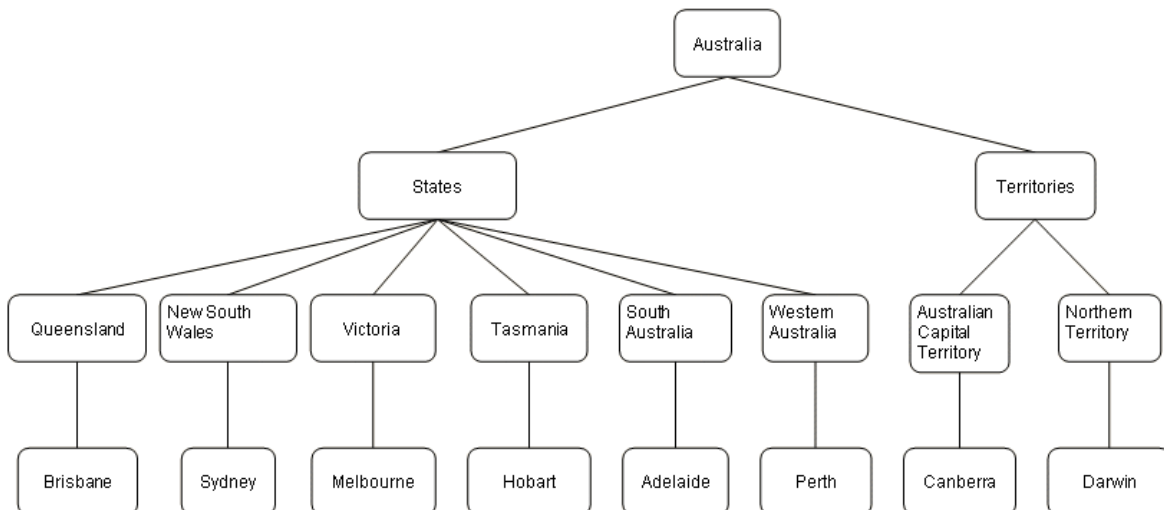 Australia
States
Territories
Queensland
New South
Wales
Victoria
Tasmania
South
Australia
Western
Australia
Australian
Capital
Territory
Northern
Territory
Brisbane
Sydney
Melbourne
Hobart
Adelaide
Perth
Canberra
Darwin